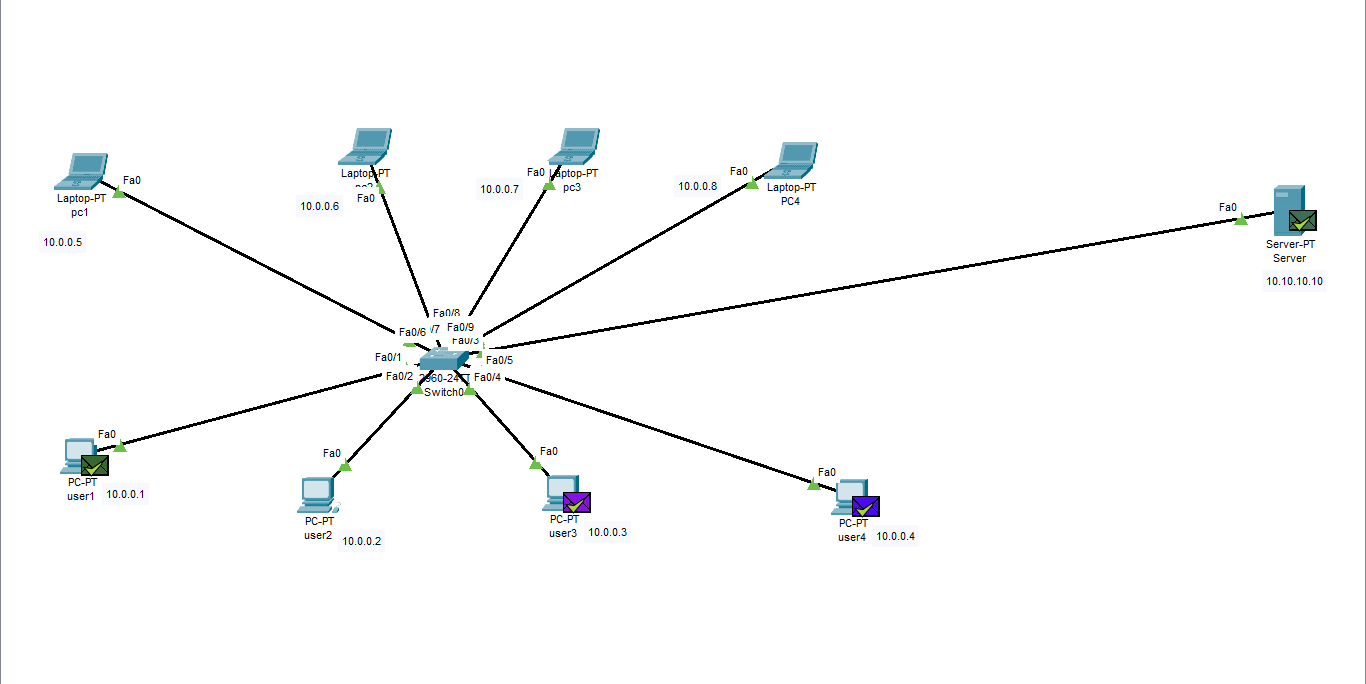 Fa0
Laptop-PT
pc1
10.0.0.5
Laptop-PT
Fa0
10.0.0.6
Fa0
Laptop-PT
pc3
10.0.0.7
Fa0
Laptop-PT
PC4
10.0.0.8
Fa0
Server-PT
Server
10.10.10.10
Fa0/8
Fa0/6
/7
Fa0/9
Fa0/3
Fa0/1
Fa0/5
Fa0/2
Fa0/4
Switch0
Fa0
PC-PT
user1
10.0.0.1
Fa0
PC-PT
user2
10.0.0.2
Fa0
PC-PT
user3
10.0.0.3
Fa0
PC-PT
user4
10.0.0.4